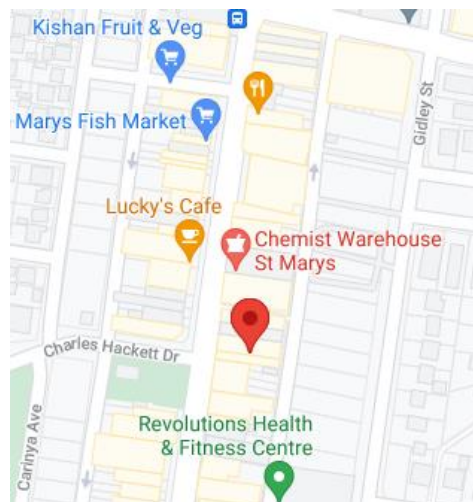 Kishan Fruit & Veg
Marys Fish Market
Gidley St
Lucky's Cafe
Chemist Warehouse
St Marys
Charles Hackett Dr
Carinya Ave
Revolutions Health
& Fitness Centre